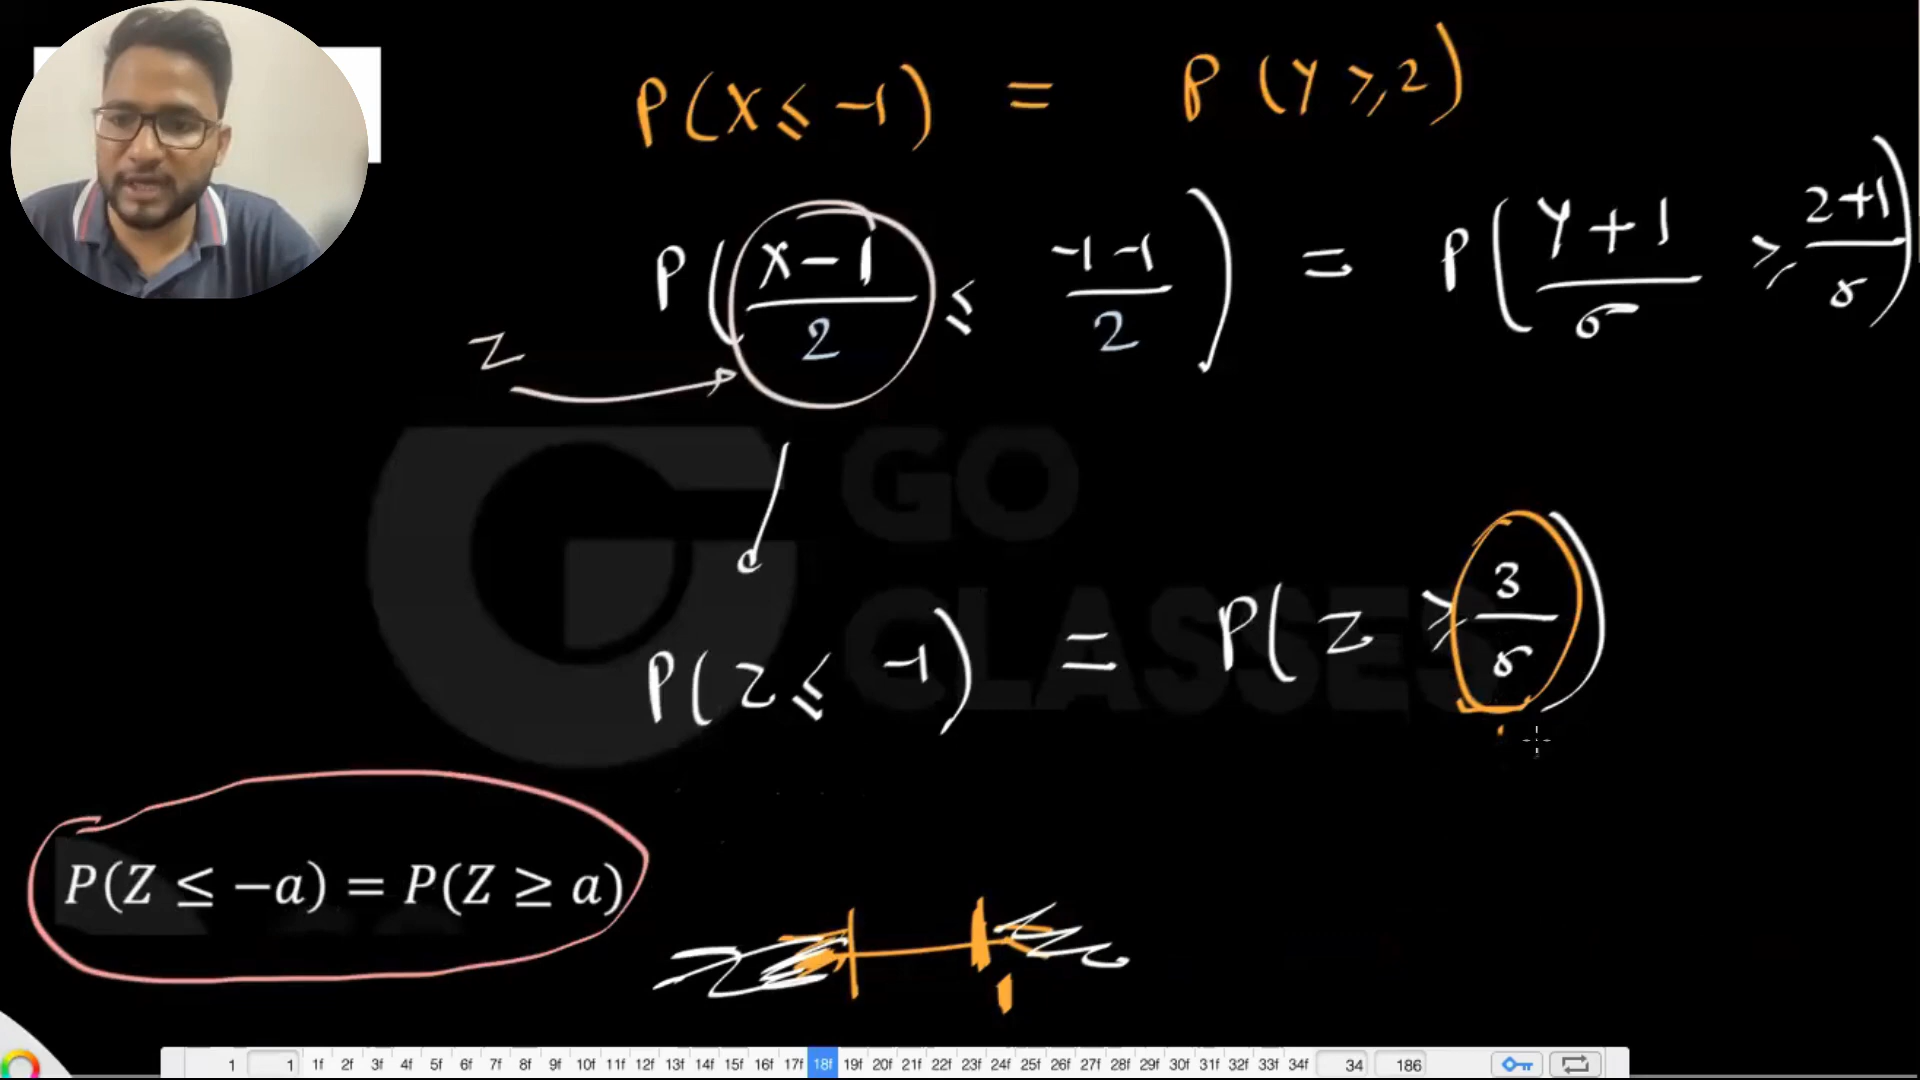 P(X ≤ -1) = P(Y ≥ 2)
P(X-1/2 ≤ -1-1/2) = P(Y+1/σ ≥ 2+1/σ)
Z
GO
CLASSES
P(Z ≤ -1) = P(Z ≥ 3/σ)
P(Z ≤ −a) = P(Z ≥ a)
1 1 1f 2f 3f 4f 5f 6f 7f 8f 9f 10f 11f 12f 13f 14f 15f 16f 17f 18f 19f 20f 21f 22f 23f 24f 25f 26f 27f 28f 29f 30f 31f 32f 33f 34f 34 186